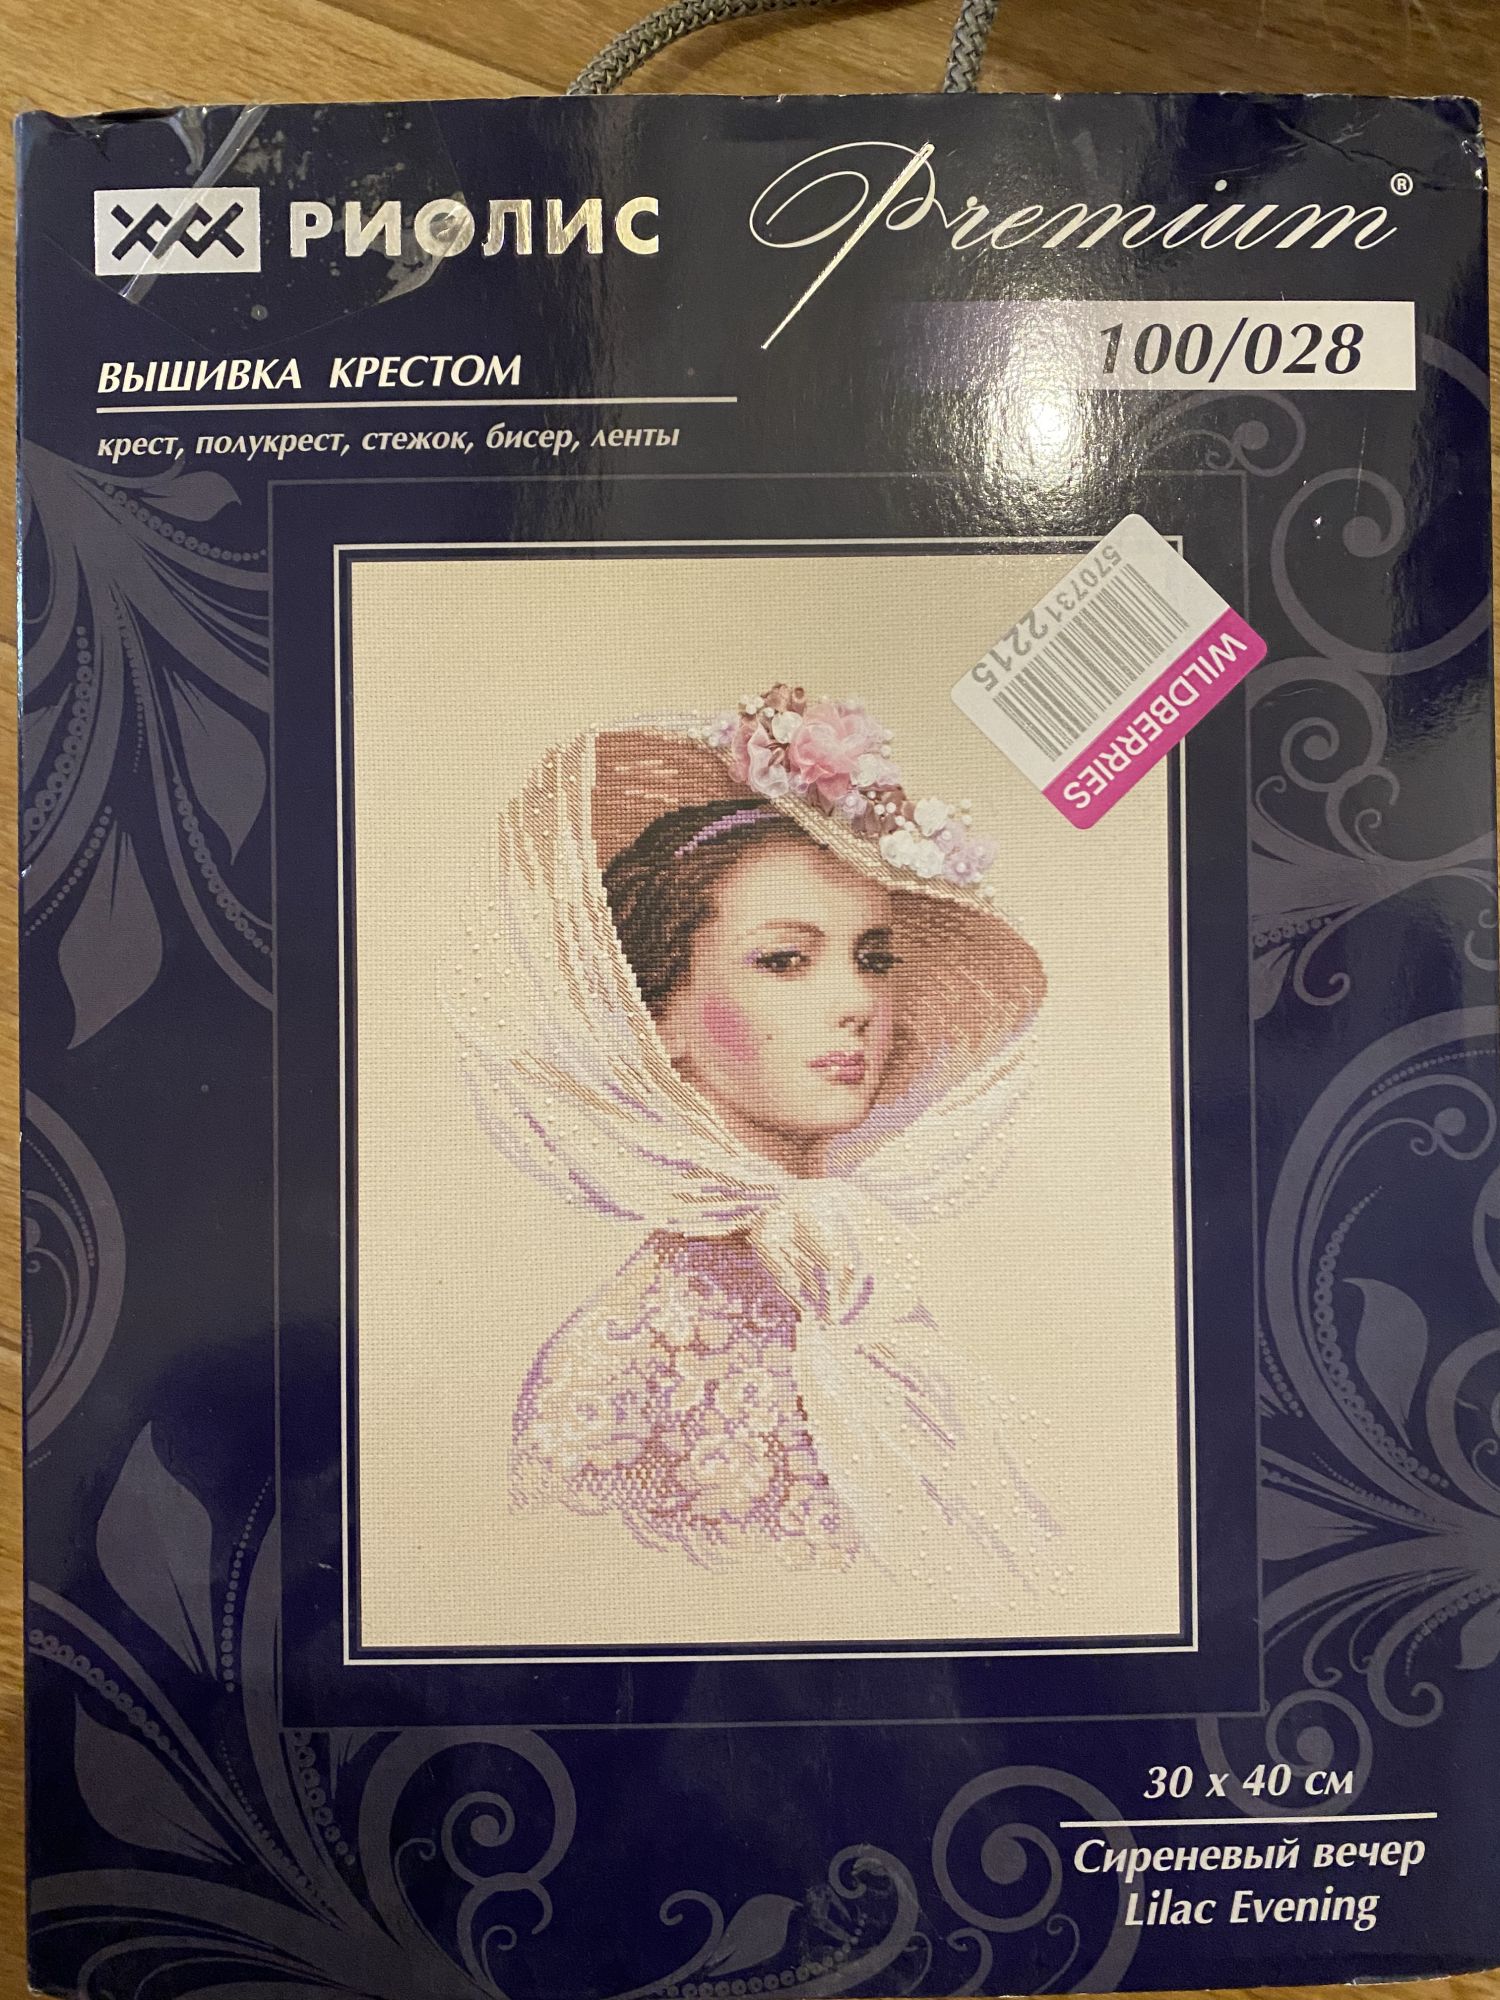 РИОЛИС
Premium®
100/028
ВЫШИВКА КРЕСТОМ
крест, полукрест, стежок, бисер, ленты
5707312215
WILDBERRIES
30 х 40 см
Сиреневый вечер
Lilac Evening